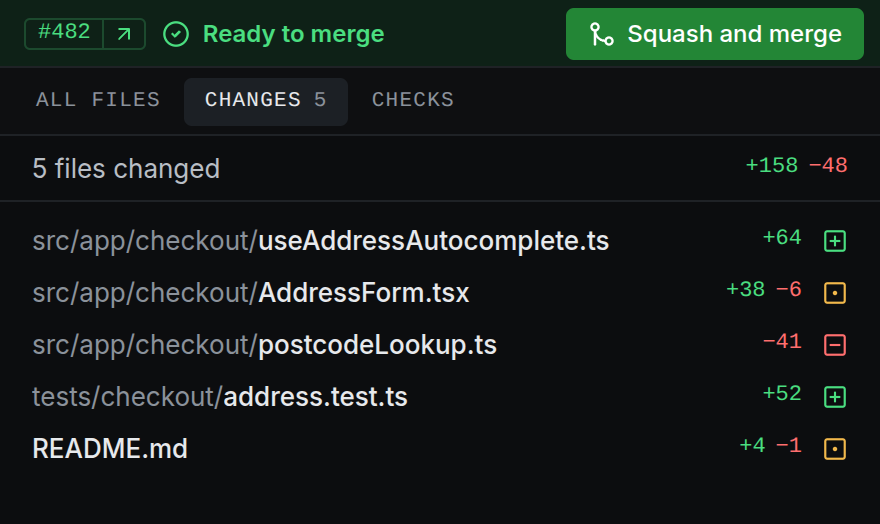 #482 Ready to merge Squash and merge
ALL FILES CHANGES 5 CHECKS
5 files changed +158 −48
src/app/checkout/useAddressAutocomplete.ts +64
src/app/checkout/AddressForm.tsx +38 −6
src/app/checkout/postcodeLookup.ts −41
tests/checkout/address.test.ts +52
README.md +4 −1